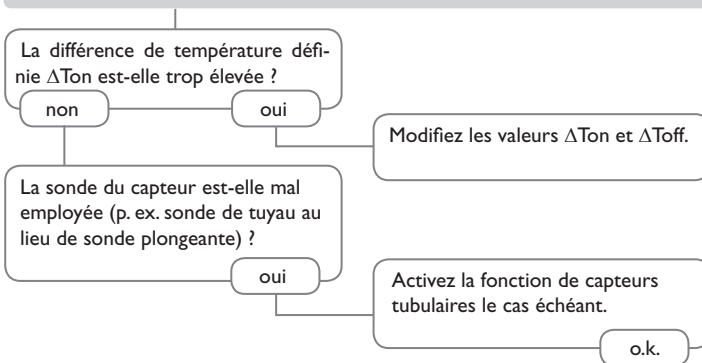 La différence de température défi-
nie ΔTon est-elle trop élevée ?
non
oui
Modifiez les valeurs ΔTon et ΔToff.
La sonde du capteur est-elle mal
employée (p. ex. sonde de tuyau au
lieu de sonde plongeante) ?
oui
Activez la fonction de capteurs
tubulaires le cas échéant.
o.k.